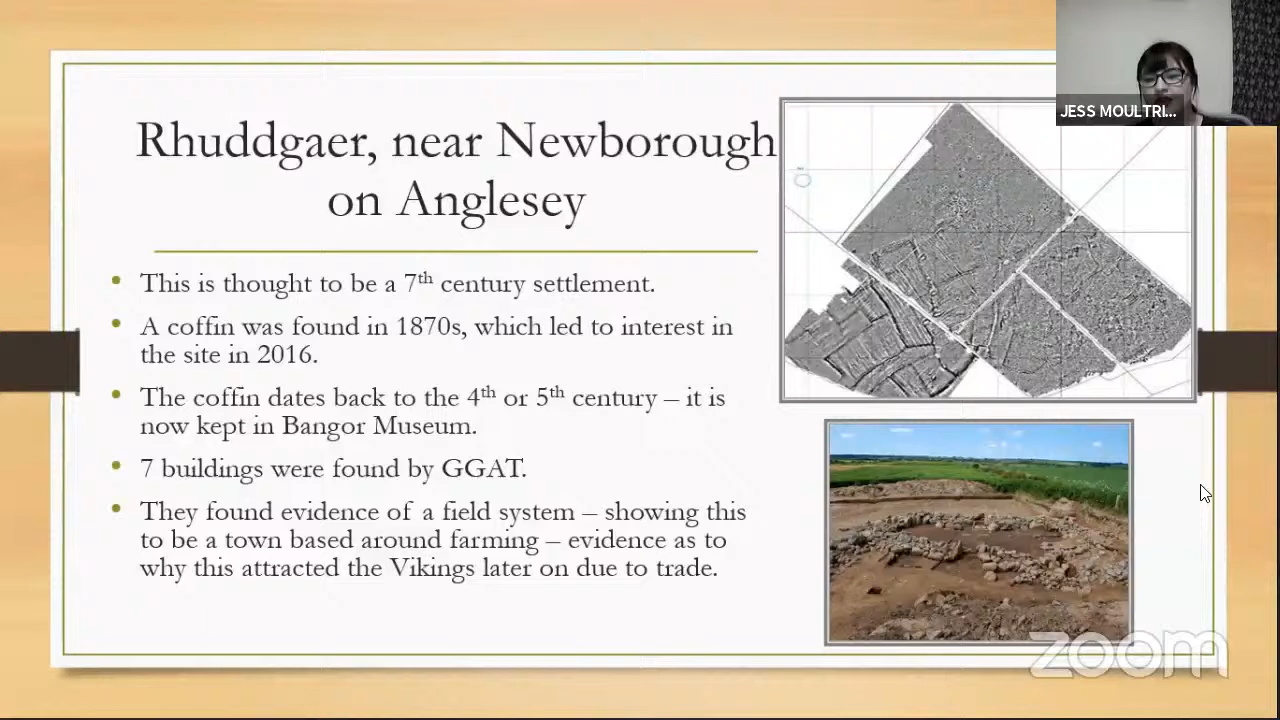 JESS MOULTRI...
Rhuddgaer, near Newborough
on Anglesey
• This is thought to be a 7th century settlement.
• A coffin was found in 1870s, which led to interest in
the site in 2016.
• The coffin dates back to the 4th or 5th century – it is
now kept in Bangor Museum.
• 7 buildings were found by GGAT.
• They found evidence of a field system – showing this
to be a town based around farming – evidence as to
why this attracted the Vikings later on due to trade.
zoom